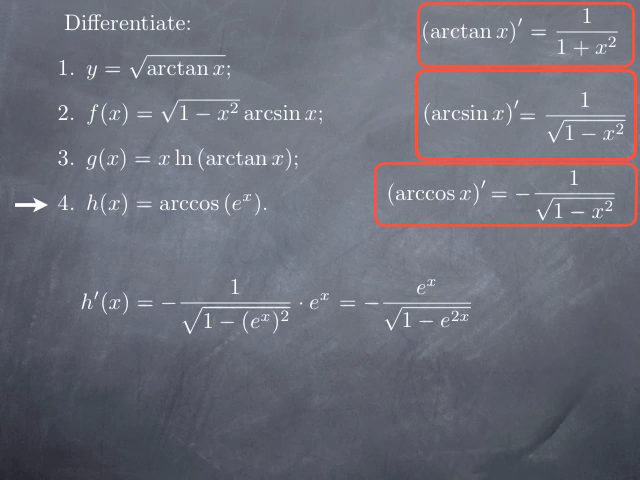 Differentiate:
1. y = √(arctan x);
2. f(x) = √(1 − x²) arcsin x;
3. g(x) = x ln (arctan x);
4. h(x) = arccos (eˣ).
(arctan x)′ = 1/(1 + x²)
(arcsin x)′ = 1/√(1 − x²)
(arccos x)′ = − 1/√(1 − x²)
h′(x) = − 1/√(1 − (eˣ)²) · eˣ = − eˣ/√(1 − e²ˣ)